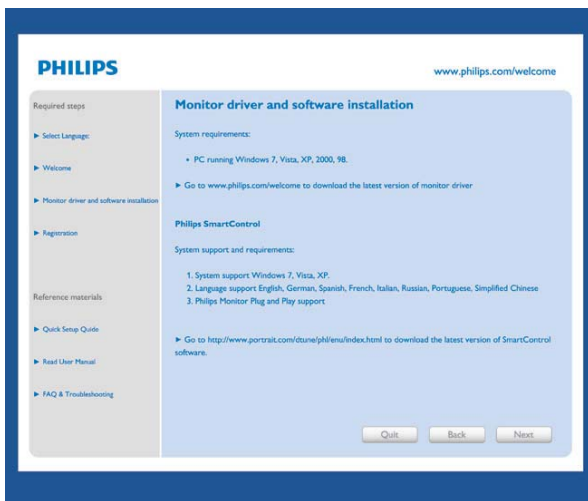 PHILIPS
www.philips.com/welcome
Required steps
Select Language:
Welcome
Monitor driver and software installation
Registration
Reference materials
Quick Setup Quide
Read User Manual
FAQ & Troubleshooting
Monitor driver and software installation
System requirements:
• PC running Windows 7, Vista, XP, 2000, 98.
Go to www.philips.com/welcome to download the latest version of monitor driver
Philips SmartControl
System support and requirements:
1. System support Windows 7, Vista, XP.
2. Language support English, German, Spanish, French, Italian, Russian, Portuguese, Simplified Chinese
3. Philips Monitor Plug and Play support
Go to http://www.portrait.com/dtune/phl/enu/index.html to download the latest version of SmartControl
software.
Quit
Back
Next